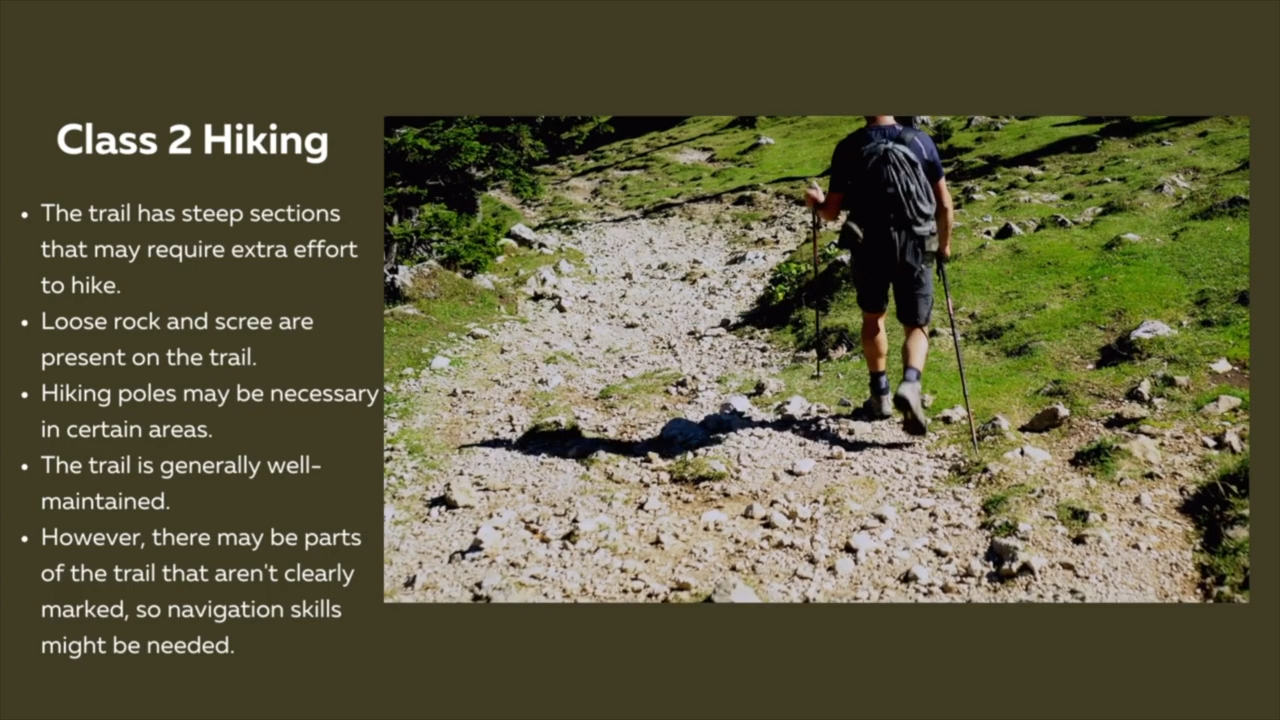 Class 2 Hiking
• The trail has steep sections
that may require extra effort
to hike.
• Loose rock and scree are
present on the trail.
• Hiking poles may be necessary
in certain areas.
• The trail is generally well-
maintained.
• However, there may be parts
of the trail that aren't clearly
marked, so navigation skills
might be needed.